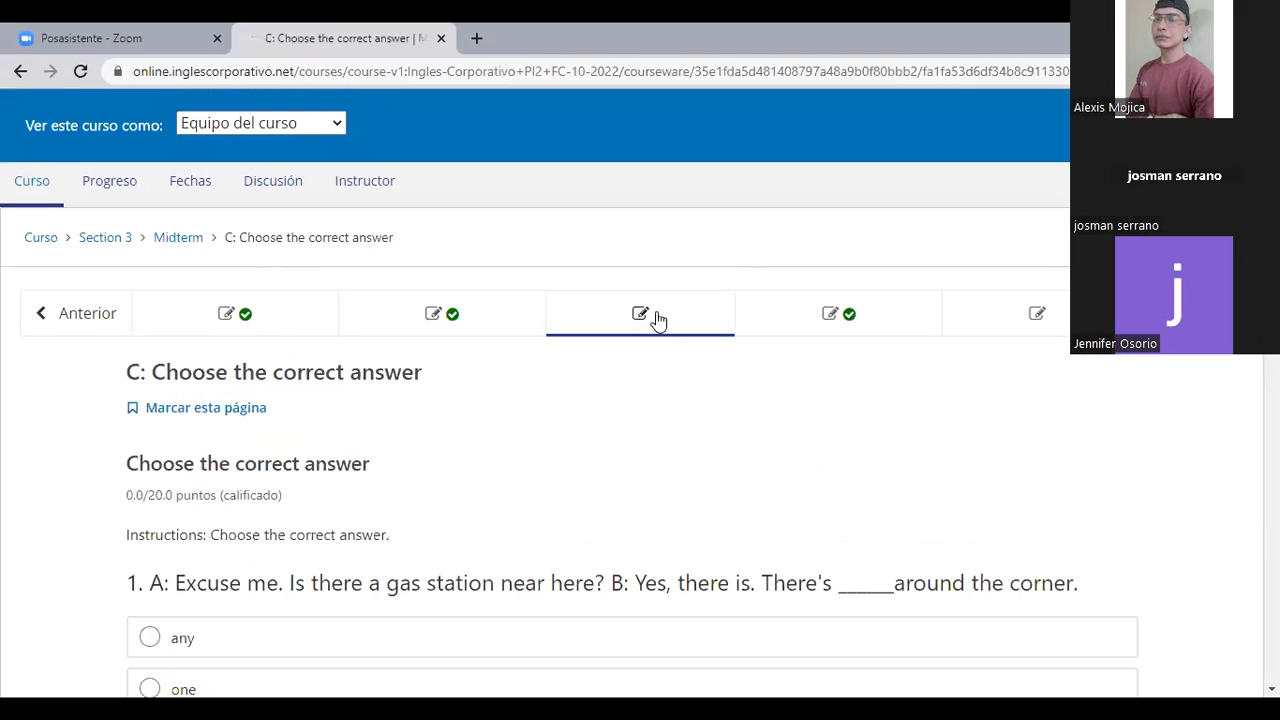 Posasistente - Zoom
C: Choose the correct answer | M
online.inglescorporativo.net/courses/course-v1:Ingles-Corporativo+PI2+FC-10-2022/courseware/35e1fda5d481408797a48a9b0f80bbb2/fa1fa53d6df34b8c911330
Ver este curso como: Equipo del curso
Curso Progreso Fechas Discusión Instructor
Curso > Section 3 > Midterm > C: Choose the correct answer
Anterior
C: Choose the correct answer
Marcar esta página
Choose the correct answer
0.0/20.0 puntos (calificado)
Instructions: Choose the correct answer.
1. A: Excuse me. Is there a gas station near here? B: Yes, there is. There's ______around the corner.
any
one
Alexis Mojica
josman serrano
josman serrano
j
Jennifer Osorio